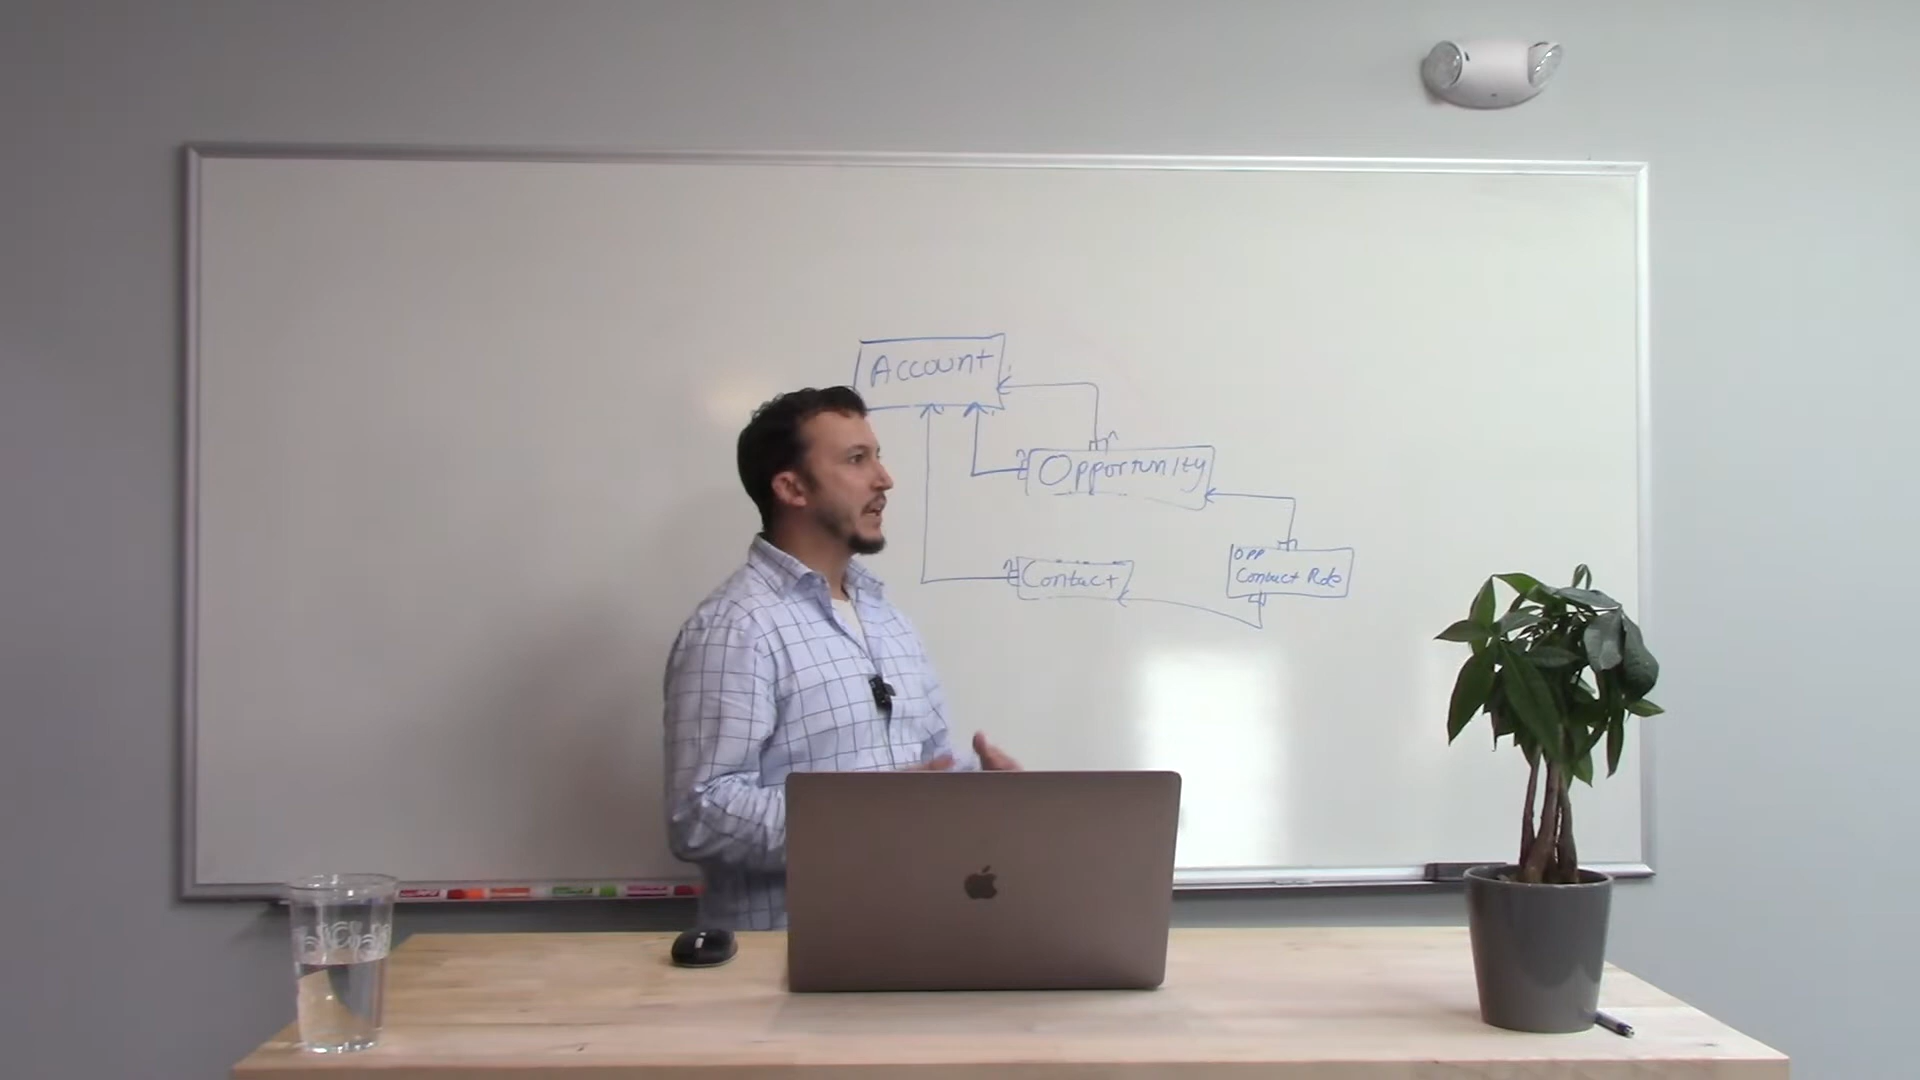 Account
Opportunity
Contact
Opp
Contact Role